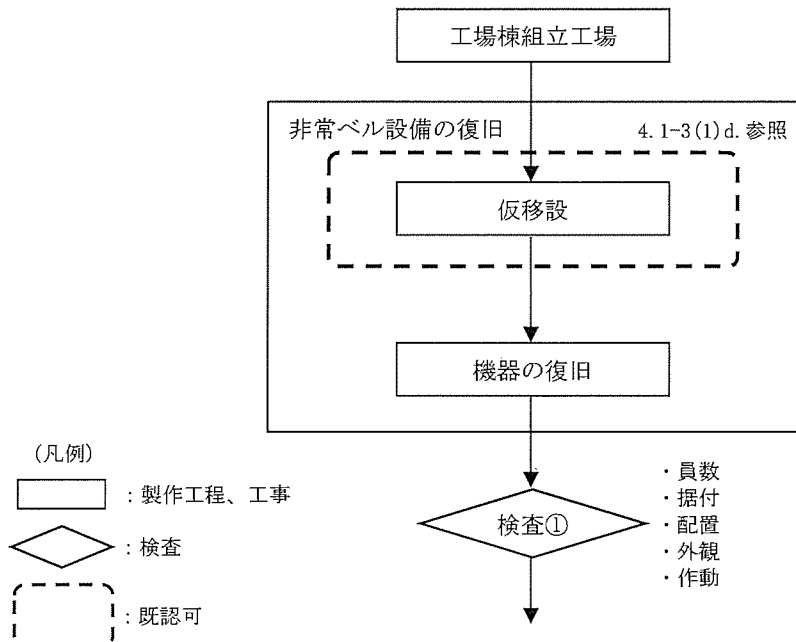 工場棟組立工場
非常ベル設備の復旧
4.1-3(1)d.参照
仮移設
機器の復旧
検査①
・員数
・据付
・配置
・外観
・作動
(凡例)
：製作工程、工事
：検査
：既認可